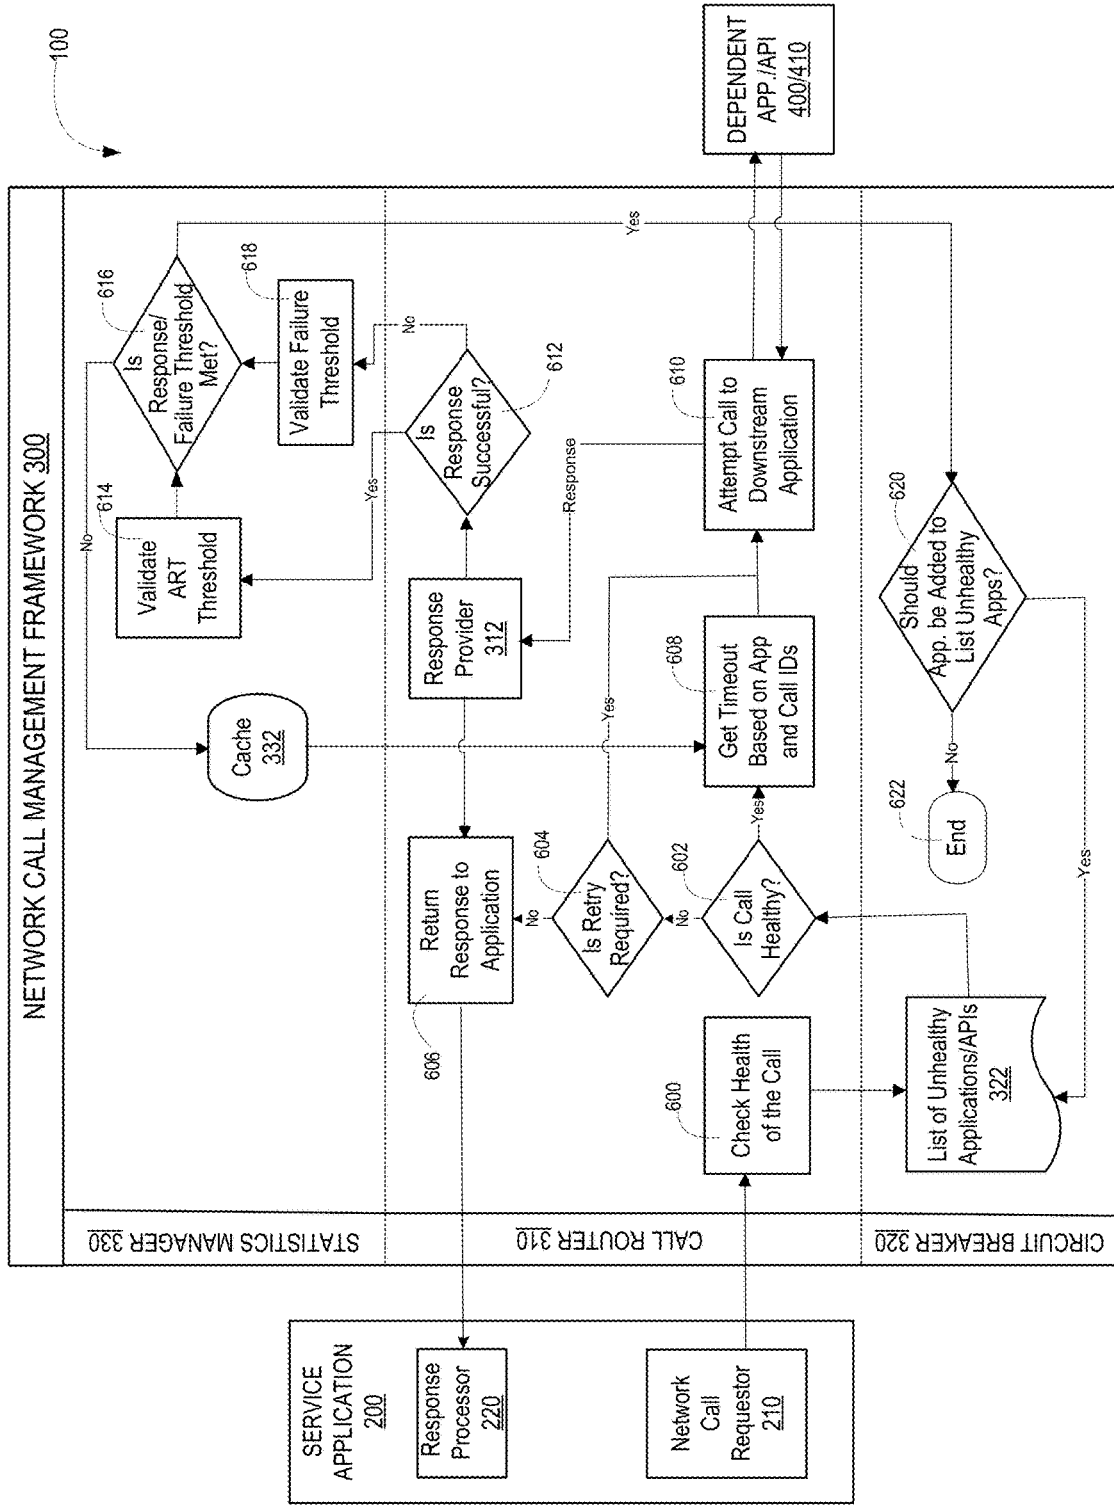 100
NETWORK CALL MANAGEMENT FRAMEWORK 300
STATISTICS MANAGER 330
Cache
332
No
614
Validate
ART
Threshold
616
Is
Response/
Failure Threshold
Met?
618
Validate Failure
Threshold
Yes
No
Yes
CALL ROUTER 310
606
Return
Response to
Application
Response
Provider
312
Is
Response
Successful?
612
Response
No
604
Is Retry
Required?
Yes
No
602
Is Call
Healthy?
Yes
600
Check Health
of the Call
608
Get Timeout
Based on App
and Call IDs
610
Attempt Call to
Downstream
Application
DEPENDENT
APP./API
400/410
CIRCUIT BREAKER 320
List of Unhealthy
Applications/APIs
322
622
End
No
620
Should
App. be Added to
List Unhealthy
Apps?
Yes
SERVICE
APPLICATION
200
Response
Processor
220
Network
Call
Requestor
210